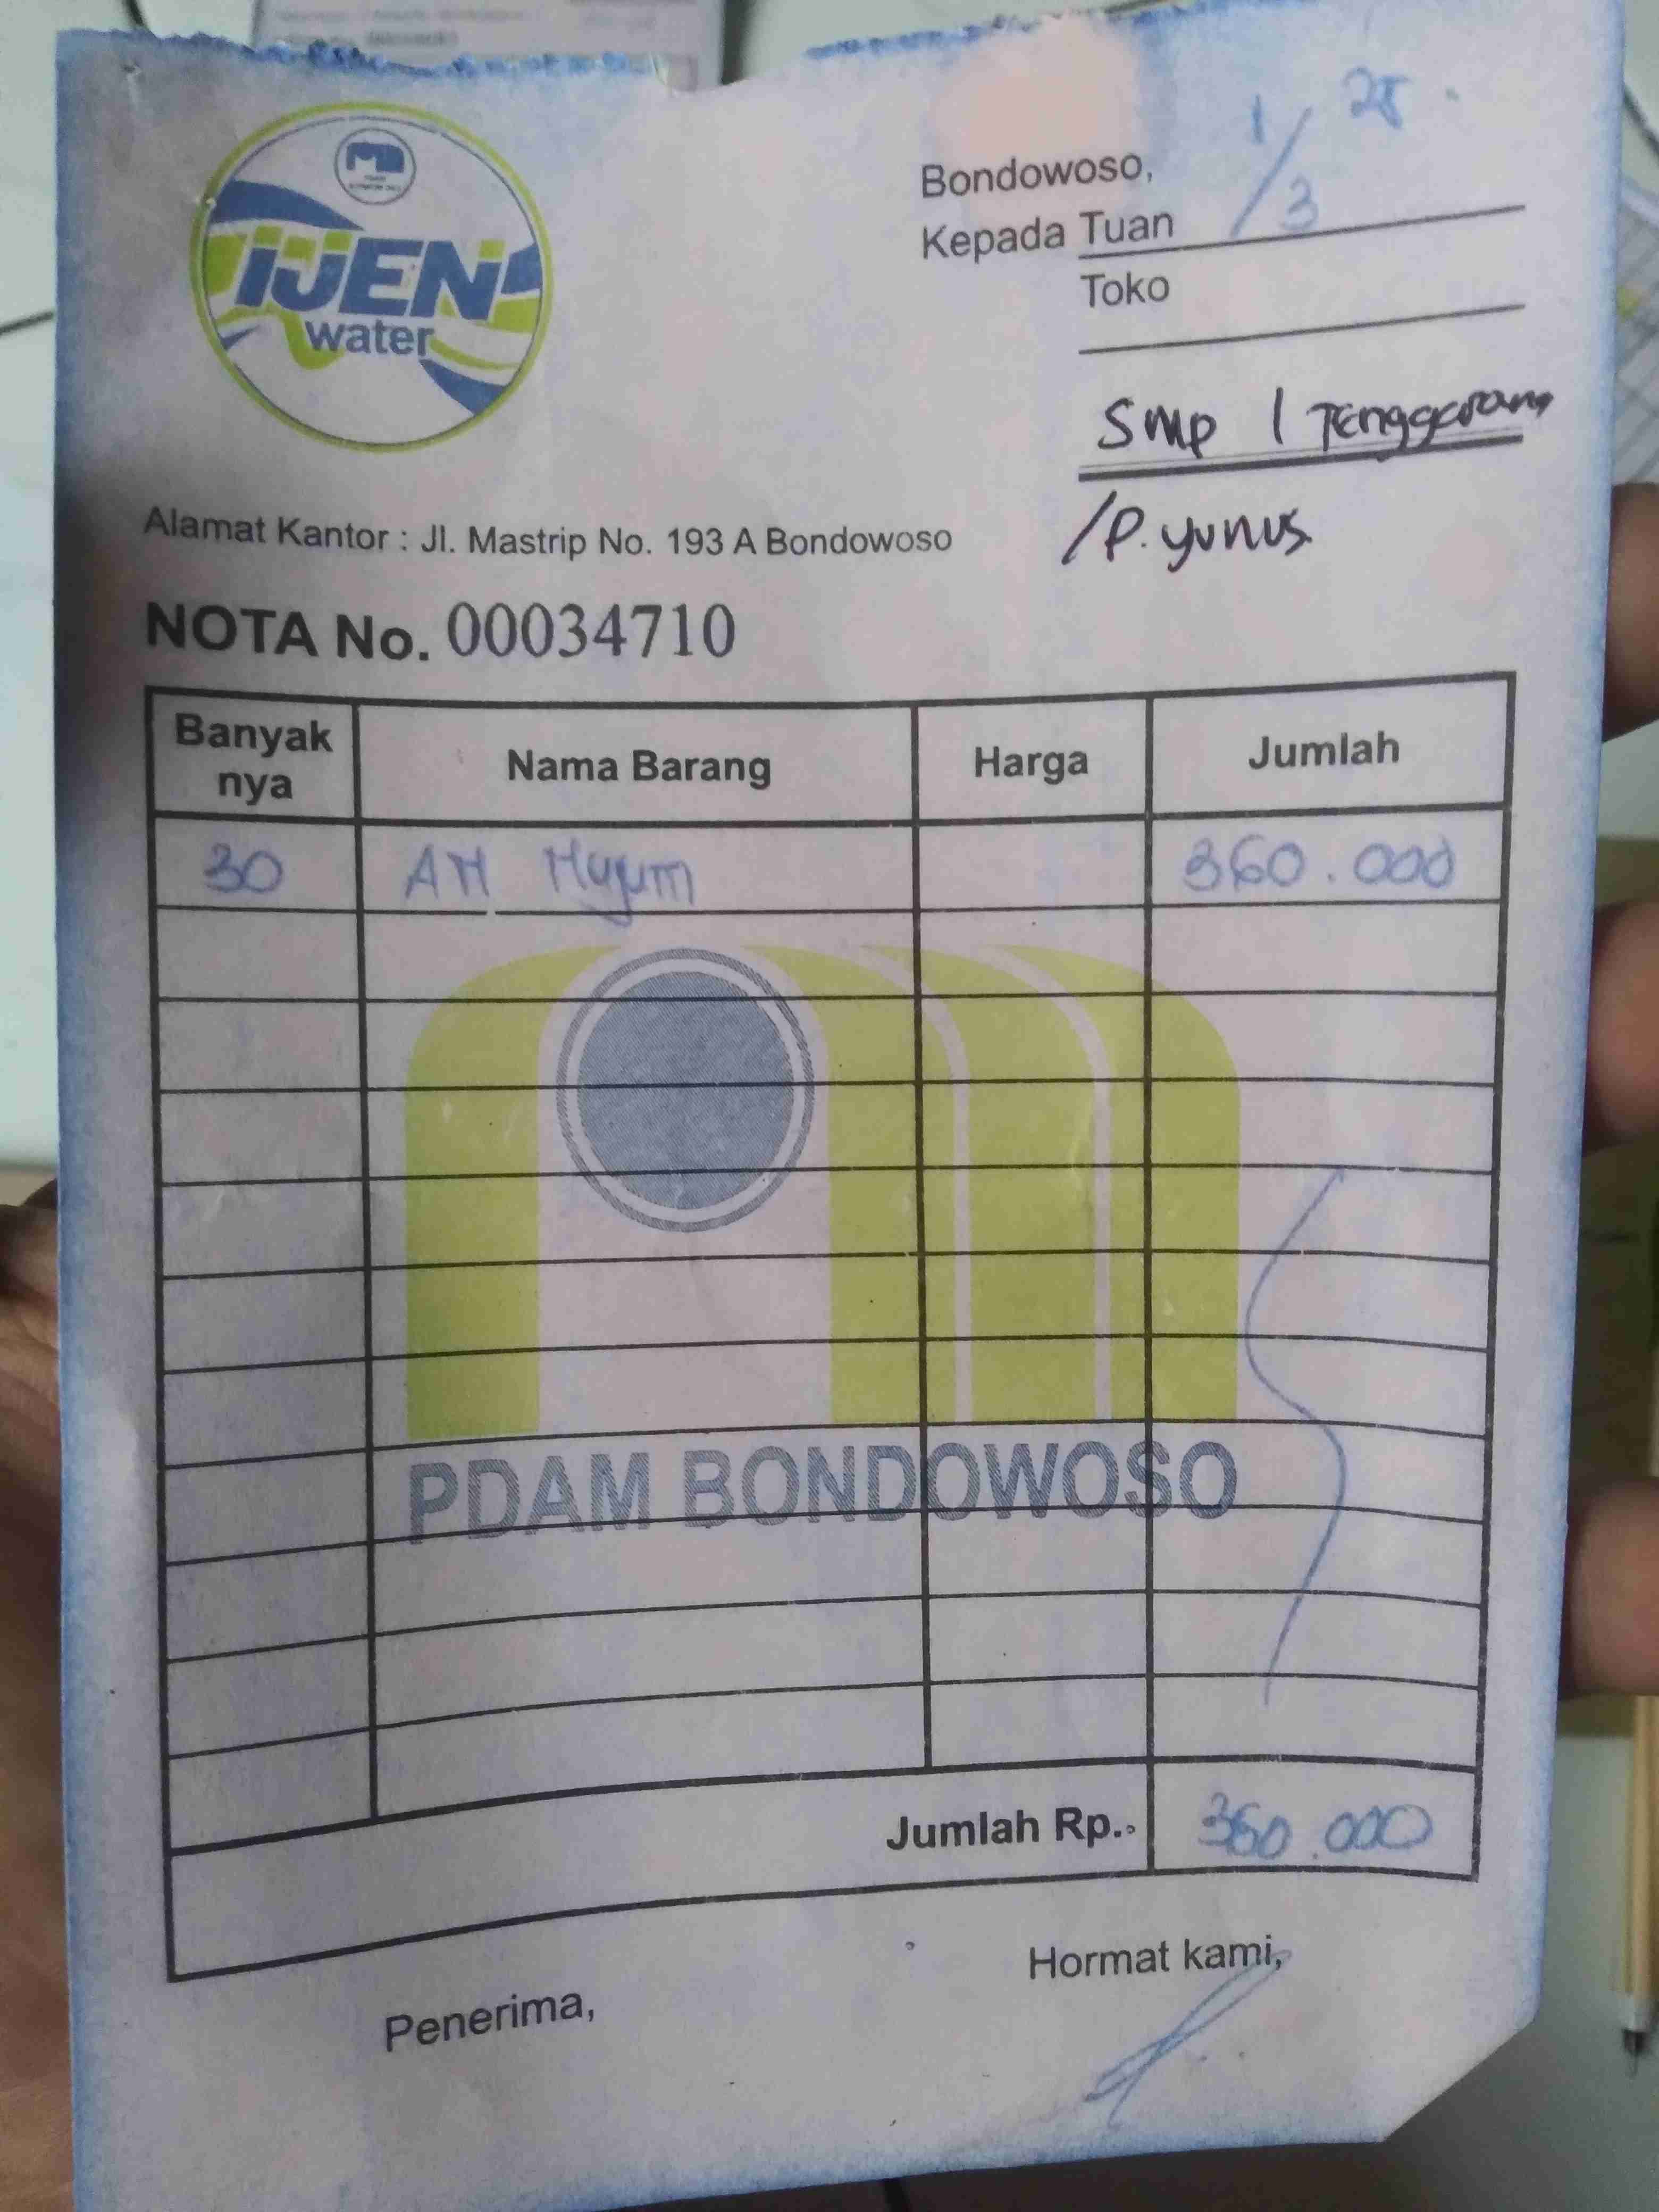 IJEN
water
Bondowoso, 1/3 25
Kepada Tuan
Toko
SMP 1 Tenggarang
/P. Yunus
Alamat Kantor : Jl. Mastrip No. 193 A Bondowoso
NOTA No. 00034710
Banyak nya Nama Barang Harga Jumlah
30 360.000
PDAM BONDOWOSO
Jumlah Rp. 360.000
Hormat kami,
Penerima,